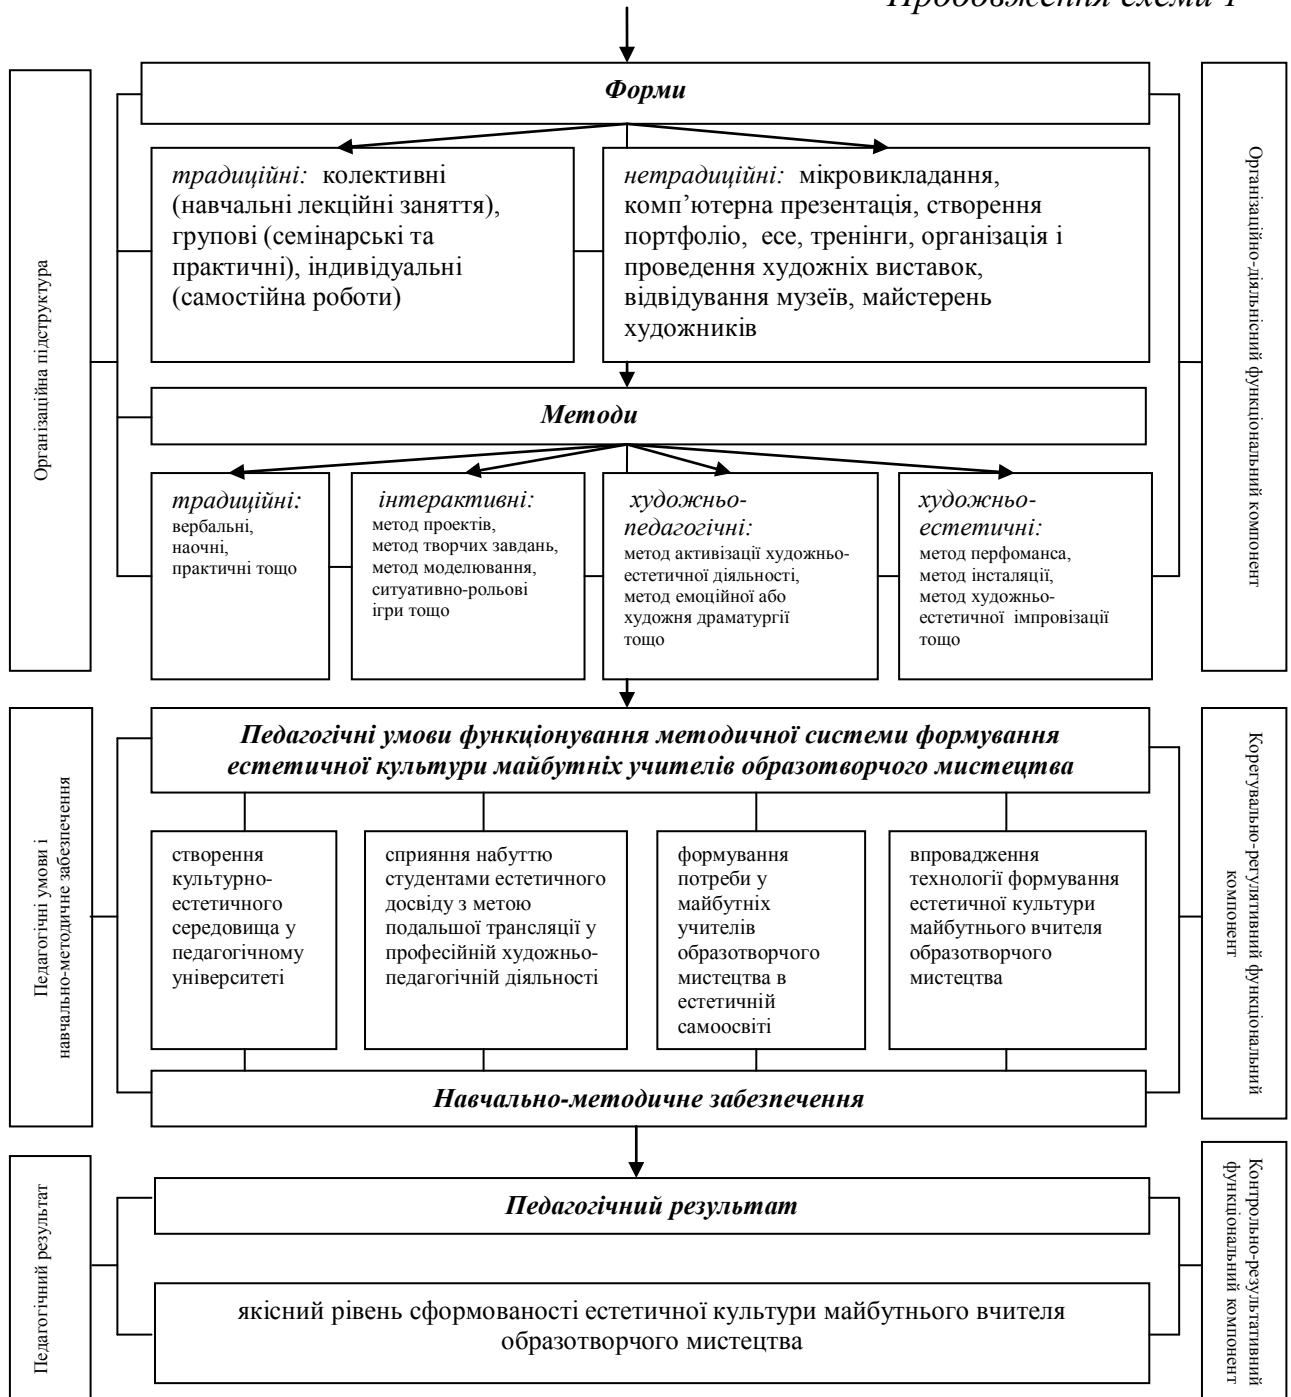 Продовження схеми 1
Форми
традиційні: колективні
(навчальні лекційні заняття),
групові (семінарські та
практичні), індивідуальні
(самостійна роботи)
нетрадиційні: мікровикладання,
комп’ютерна презентація, створення
портфоліо, есе, тренінги, організація і
проведення художніх виставок,
відвідування музеїв, майстерень
художників
Організаційна підструктура
Організаційно-діяльнісний функціональний компонент
Методи
традиційні:
вербальні,
наочні,
практичні тощо
інтерактивні:
метод проектів,
метод творчих завдань,
метод моделювання,
ситуативно-рольові
ігри тощо
художньо-
педагогічні:
метод активізації художньо-
естетичної діяльності,
метод емоційної або
художня драматургії
тощо
художньо-
естетичні:
метод перфоманса,
метод інсталяції,
метод художньо-
естетичної імпровізації
тощо
Педагогічні умови функціонування методичної системи формування
естетичної культури майбутніх учителів образотворчого мистецтва
Педагогічні умови і
навчально-методичне забезпечення
Корегувально-регулятивний функціональний
компонент
створення
культурно-
естетичного
середовища у
педагогічному
університеті
сприяння набуттю
студентами естетичного
досвіду з метою
подальшої трансляції у
професійній художньо-
педагогічній діяльності
формування
потреби у
майбутніх
учителів
образотворчого
мистецтва в
естетичній
самоосвіті
впровадження
технології формування
естетичної культури
майбутнього вчителя
образотворчого
мистецтва
Навчально-методичне забезпечення
Педагогічний результат
Педагогічний результат
Контрольно-результативний
функціональний компонент
якісний рівень сформованості естетичної культури майбутнього вчителя
образотворчого мистецтва